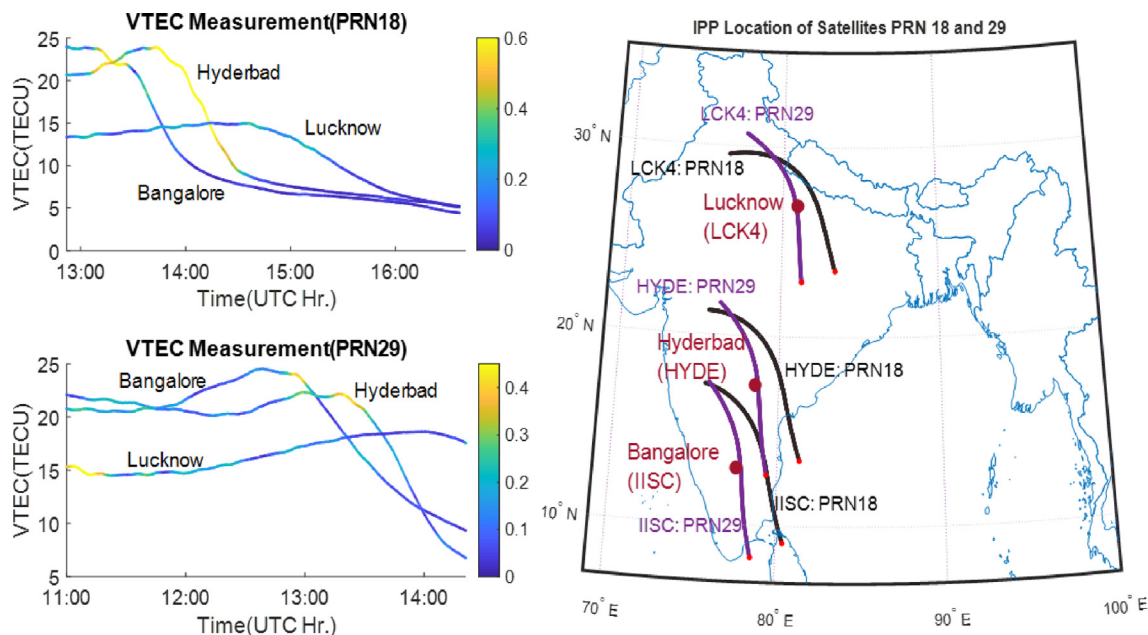 VTEC Measurement(PRN18)
25
20
15
10
5
0
VTEC(TECU)
Hyderbad
Lucknow
Bangalore
13:00 14:00 15:00 16:00
Time(UTC Hr.)
0.6
0.4
0.2
0
VTEC Measurement(PRN29)
25
20
15
10
5
VTEC(TECU)
Bangalore
Hyderbad
Lucknow
11:00 12:00 13:00 14:00
Time(UTC Hr.)
0.4
0.3
0.2
0.1
0
IPP Location of Satellites PRN 18 and 29
30° N
20° N
10° N
LCK4: PRN29
LCK4: PRN18
Lucknow
(LCK4)
HYDE: PRN29
Hyderbad
(HYDE)
HYDE: PRN18
Bangalore
(IISC)
IISC: PRN18
IISC: PRN29
70° E 80° E 90° E 100° E